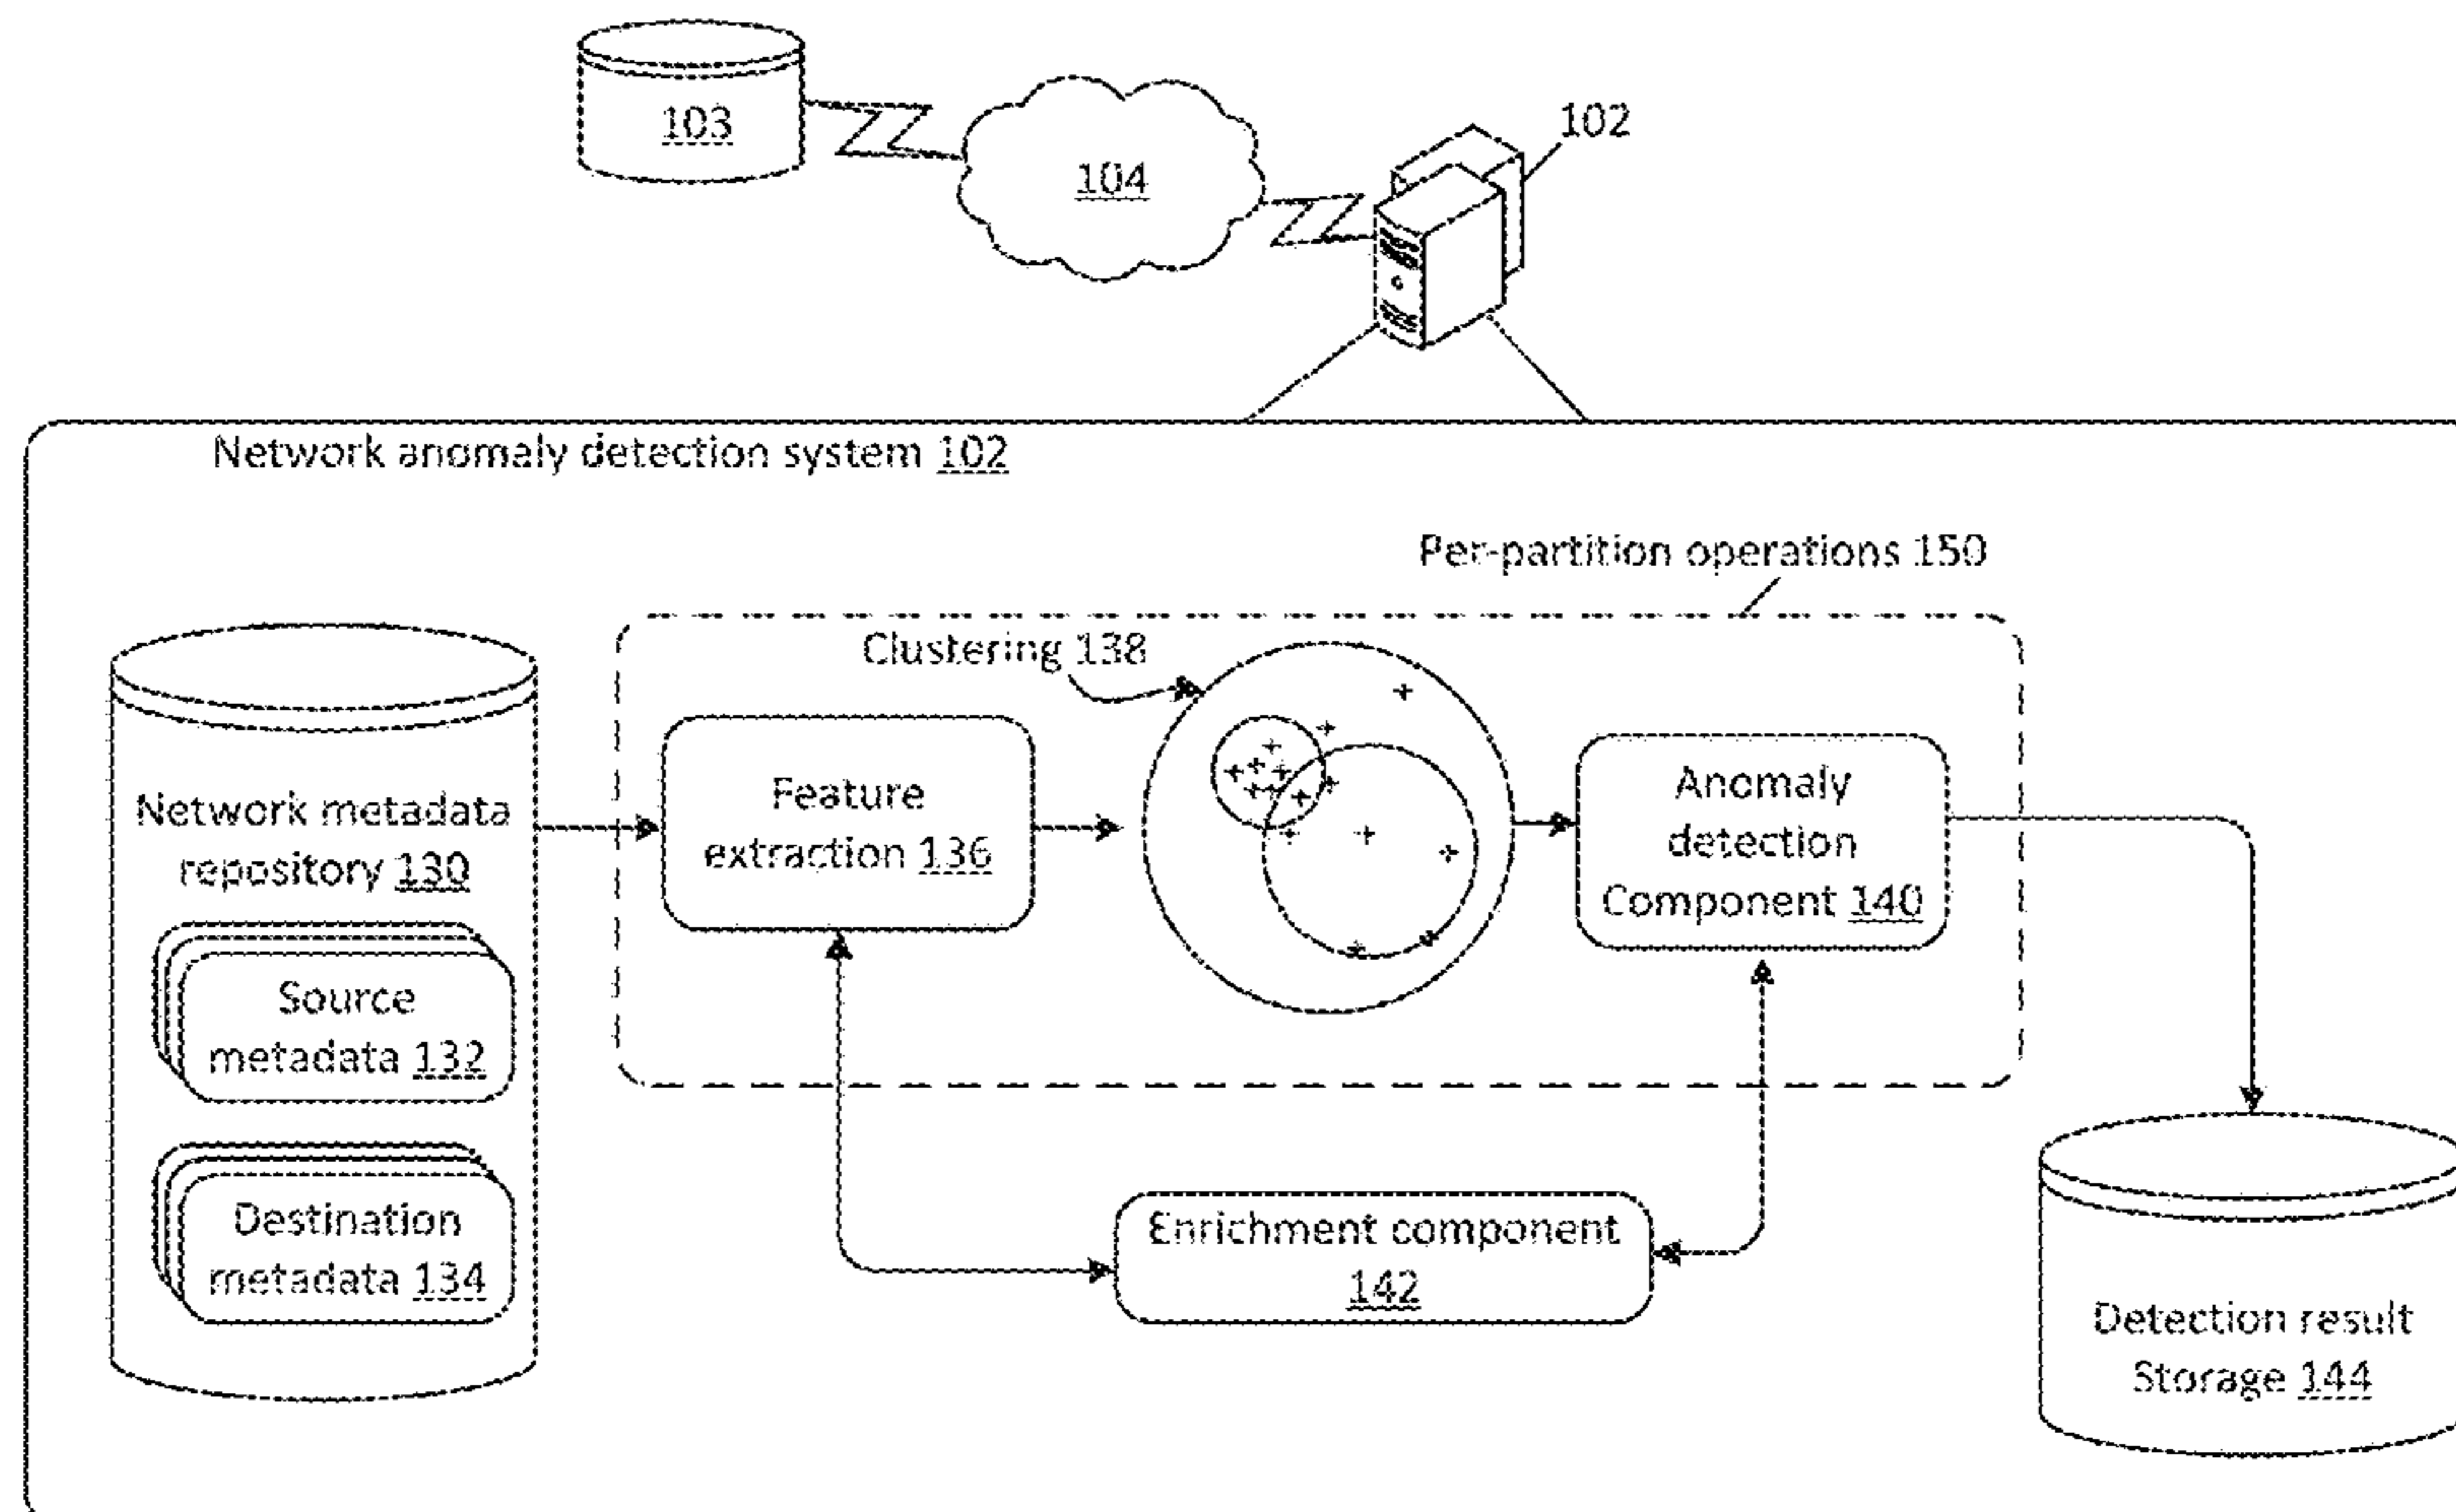 103
104
102
Network anomaly detection system 102
Per-partition operations 150
Clustering 138
Network metadata
repository 130
Source
metadata 132
Destination
metadata 134
Feature
extraction 136
Anomaly
detection
Component 140
Enrichment component
142
Detection result
Storage 144